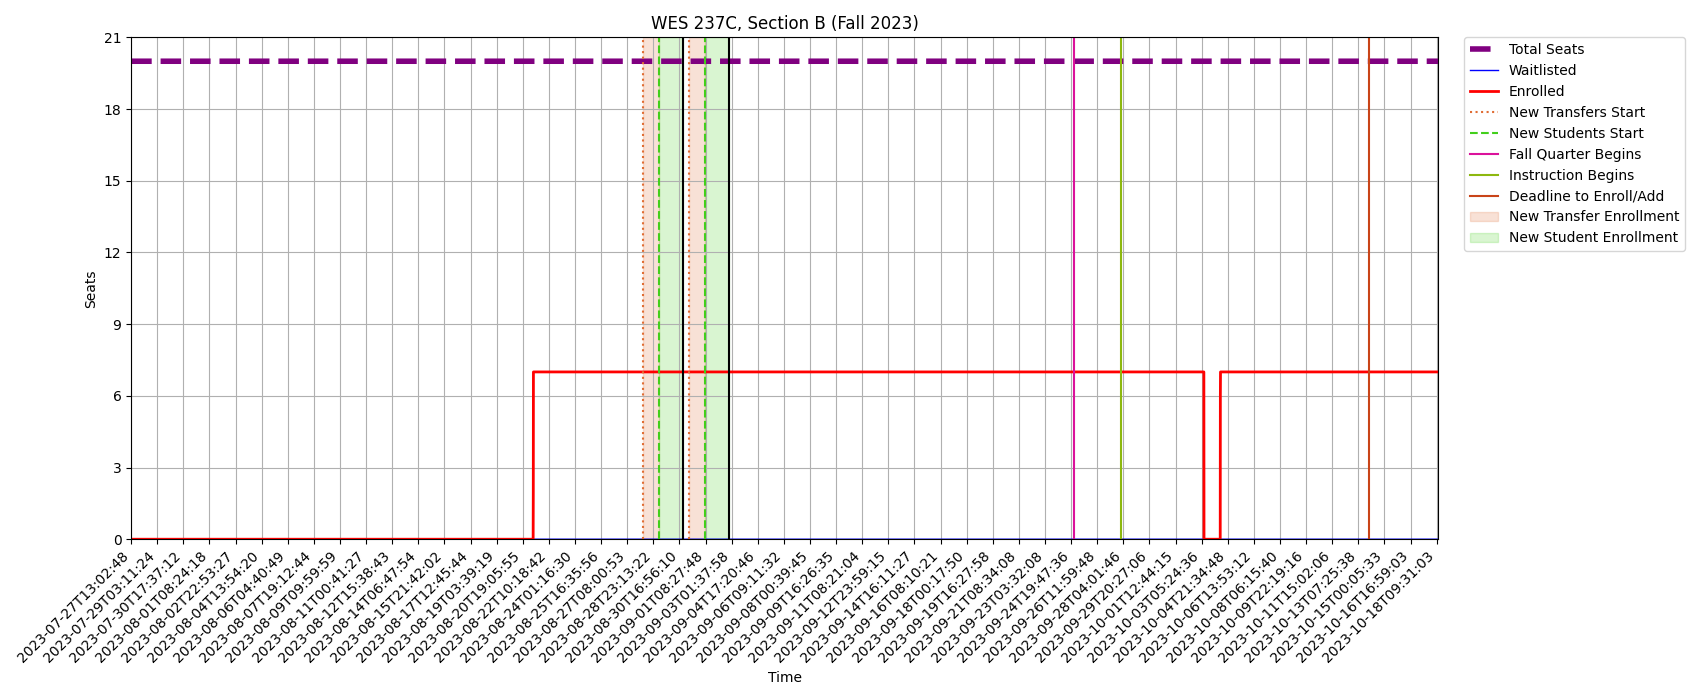 WES 237C, Section B (Fall 2023)
21
18
15
12
9
6
3
0
Seats
2023-07-27T13:02:48
2023-07-29T03:11:24
2023-07-30T17:37:12
2023-08-01T08:24:18
2023-08-02T22:53:27
2023-08-04T13:54:20
2023-08-06T04:40:49
2023-08-07T19:12:44
2023-08-09T09:59:59
2023-08-11T00:41:27
2023-08-12T15:38:43
2023-08-14T06:47:54
2023-08-15T21:42:02
2023-08-17T12:45:44
2023-08-19T03:39:19
2023-08-20T19:05:55
2023-08-22T10:18:42
2023-08-24T01:16:30
2023-08-25T16:35:56
2023-08-27T08:00:53
2023-08-28T23:13:22
2023-08-30T16:56:10
2023-09-01T08:27:48
2023-09-03T01:37:58
2023-09-04T17:20:46
2023-09-06T09:11:32
2023-09-08T00:39:45
2023-09-09T16:26:35
2023-09-11T08:21:04
2023-09-12T23:59:15
2023-09-14T16:11:27
2023-09-16T08:10:21
2023-09-18T00:17:50
2023-09-19T16:27:58
2023-09-21T08:34:08
2023-09-23T03:32:08
2023-09-24T19:47:36
2023-09-26T11:59:48
2023-09-28T04:01:46
2023-09-29T20:27:06
2023-10-01T12:44:15
2023-10-03T05:24:36
2023-10-04T21:34:48
2023-10-06T13:53:12
2023-10-08T06:15:40
2023-10-09T22:19:16
2023-10-11T15:02:06
2023-10-13T07:25:38
2023-10-15T00:05:33
2023-10-16T16:59:03
2023-10-18T09:31:03
Time
Total Seats
Waitlisted
Enrolled
New Transfers Start
New Students Start
Fall Quarter Begins
Instruction Begins
Deadline to Enroll/Add
New Transfer Enrollment
New Student Enrollment